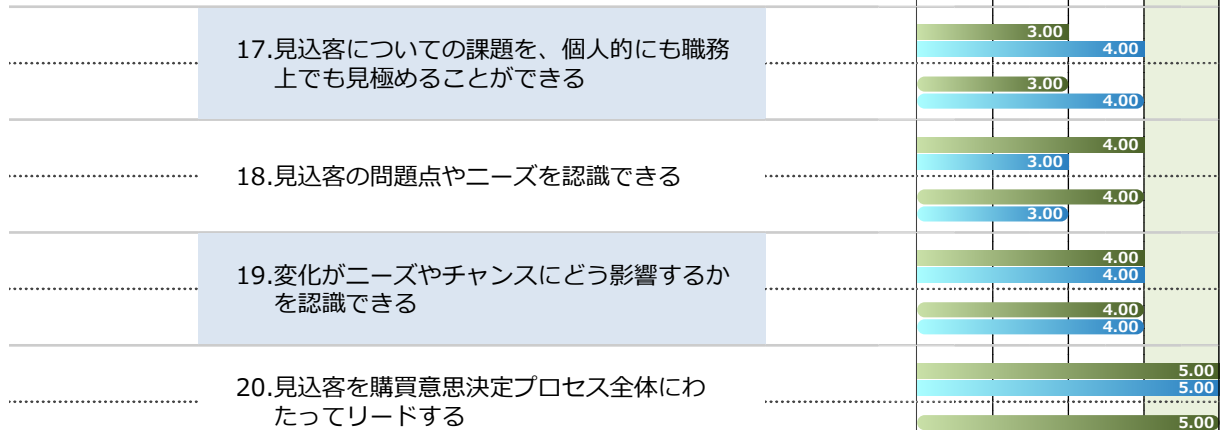 17.見込客についての課題を、個人的にも職務
上でも見極めることができる
3.00
4.00
3.00
4.00
18.見込客の問題点やニーズを認識できる
4.00
3.00
4.00
3.00
19.変化がニーズやチャンスにどう影響するか
を認識できる
4.00
4.00
4.00
4.00
20.見込客を購買意思決定プロセス全体にわ
たってリードする
5.00
5.00
5.00